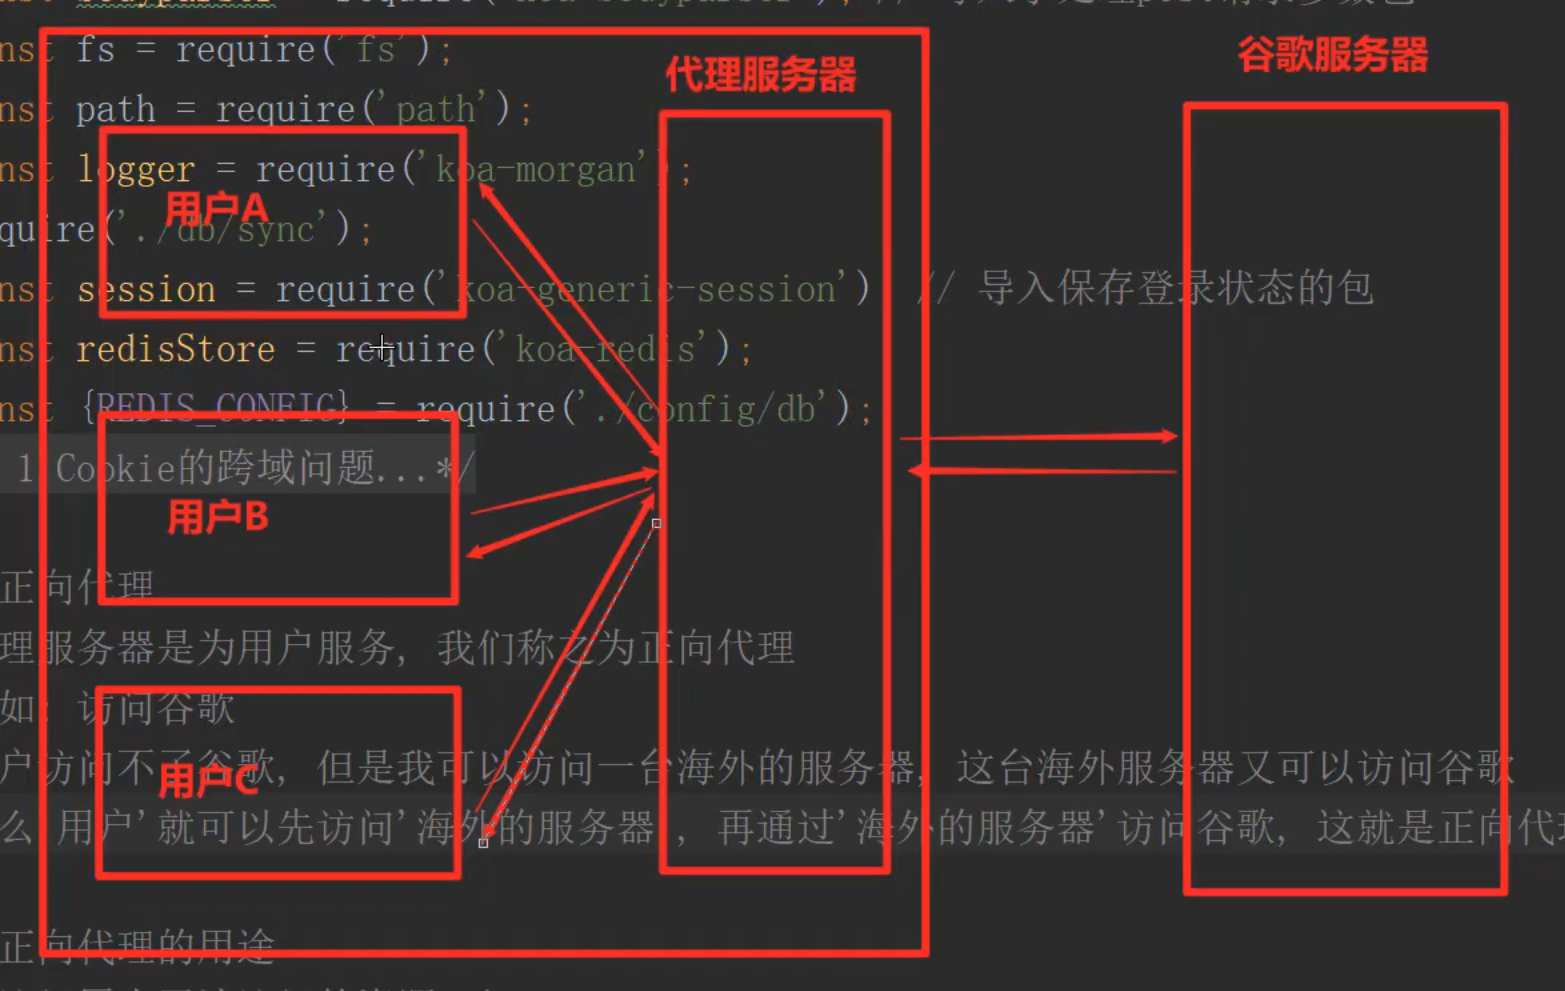 fs = require('fs');
代理服务器
谷歌服务器
nst path = require('path');
nst logger = require('koa-morgan');
用户A
quire('./db/sync');
nst session = require('koa-generic-session') // 导入保存登录状态的包
nst redisStore = require('koa-redis');
nst {REDIS_CONFIG} = require('./config/db');
1 Cookie的跨域问题...*/
用户B
正向代理
理服务器是为用户服务, 我们称之为正向代理
如: 访问谷歌
户访问不了谷歌, 但是我可以访问一台海外的服务器, 这台海外服务器又可以访问谷歌
用户C
么 用户'就可以先访问'海外的服务器', 再通过'海外的服务器'访问谷歌, 这就是正向代
正向代理的用途